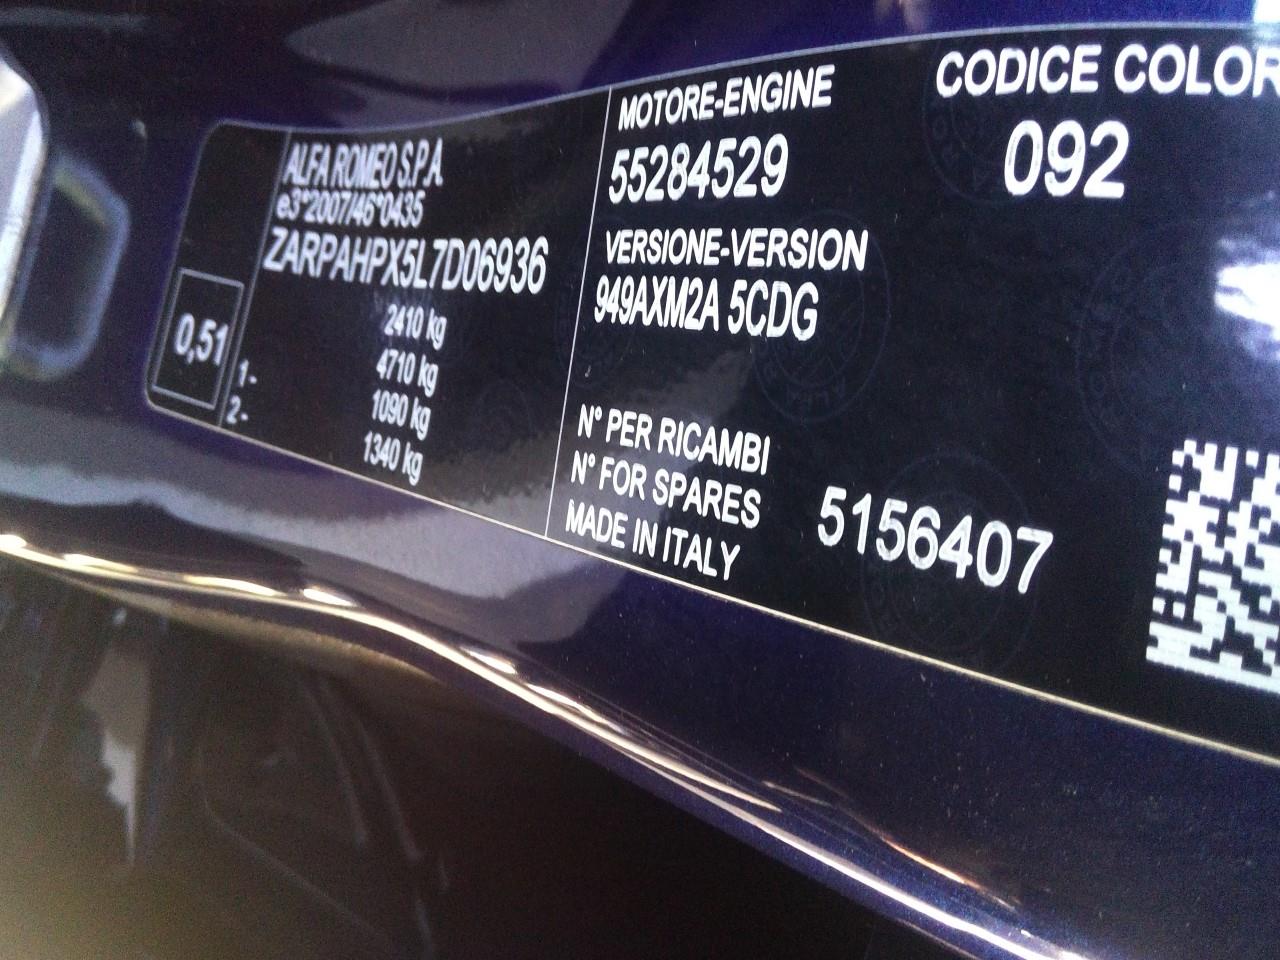 ALFA ROMEO S.P.A.
e3*2007/46*0435
ZARPAHPX5L7D06936
2410 kg
4710 kg
1- 1090 kg
2- 1340 kg
0,51
MOTORE-ENGINE
55284529
VERSIONE-VERSION
949AXM2A 5CDG
N° PER RICAMBI
N° FOR SPARES
MADE IN ITALY
5156407
CODICE COLOR
092